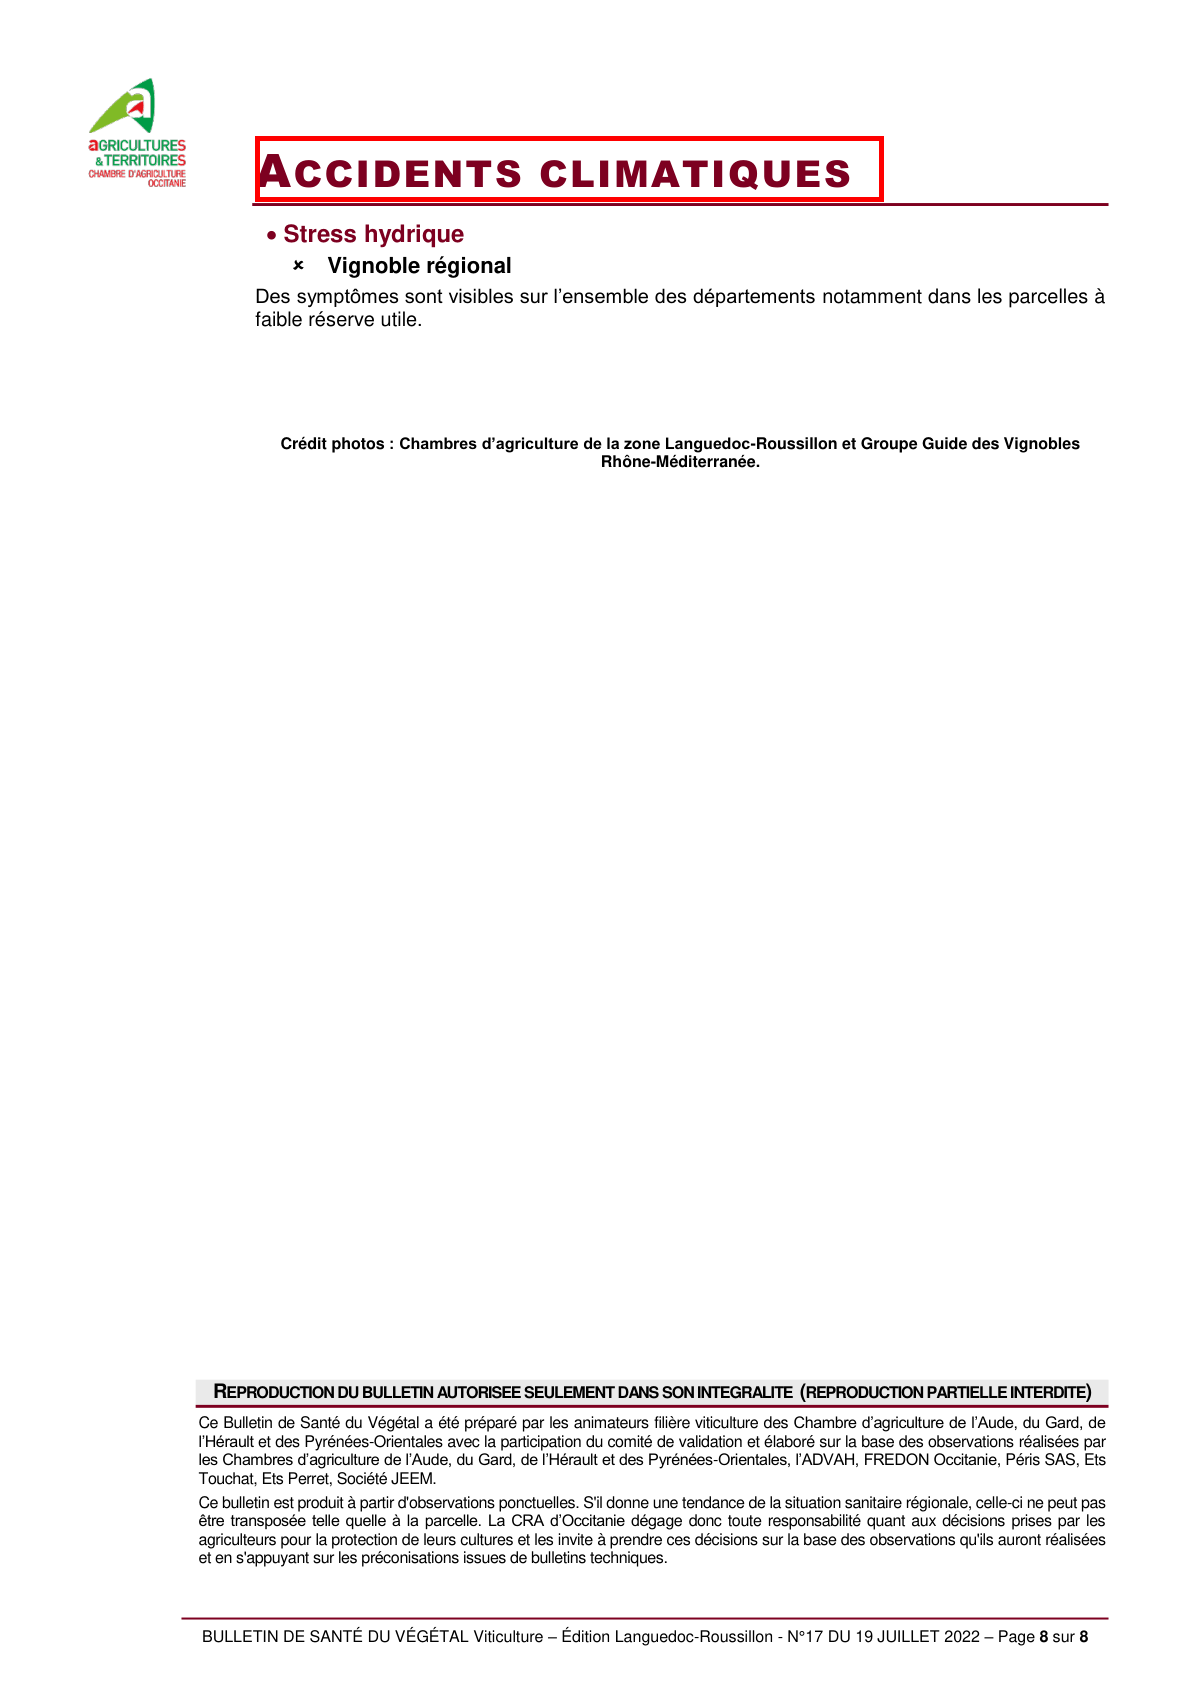 aGRICULTURES
& TERRITOIRES
CHAMBRE D'AGRICULTURE
OCCITANIE
ACCIDENTS CLIMATIQUES
• Stress hydrique
× Vignoble régional
Des symptômes sont visibles sur l’ensemble des départements notamment dans les parcelles à
faible réserve utile.
Crédit photos : Chambres d’agriculture de la zone Languedoc-Roussillon et Groupe Guide des Vignobles
Rhône-Méditerranée.
REPRODUCTION DU BULLETIN AUTORISEE SEULEMENT DANS SON INTEGRALITE (REPRODUCTION PARTIELLE INTERDITE)
Ce Bulletin de Santé du Végétal a été préparé par les animateurs filière viticulture des Chambre d’agriculture de l’Aude, du Gard, de
l’Hérault et des Pyrénées-Orientales avec la participation du comité de validation et élaboré sur la base des observations réalisées par
les Chambres d’agriculture de l’Aude, du Gard, de l’Hérault et des Pyrénées-Orientales, l’ADVAH, FREDON Occitanie, Péris SAS, Ets
Touchat, Ets Perret, Société JEEM.
Ce bulletin est produit à partir d'observations ponctuelles. S'il donne une tendance de la situation sanitaire régionale, celle-ci ne peut pas
être transposée telle quelle à la parcelle. La CRA d’Occitanie dégage donc toute responsabilité quant aux décisions prises par les
agriculteurs pour la protection de leurs cultures et les invite à prendre ces décisions sur la base des observations qu'ils auront réalisées
et en s'appuyant sur les préconisations issues de bulletins techniques.
BULLETIN DE SANTÉ DU VÉGÉTAL Viticulture – Édition Languedoc-Roussillon - N°17 DU 19 JUILLET 2022 – Page 8 sur 8